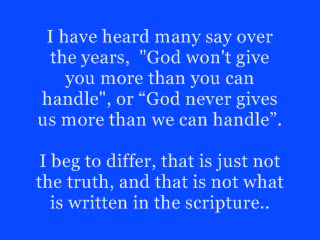 I have heard many say over
the years,  "God won't give
you more than you can
handle", or “God never gives
us more than we can handle”.
I beg to differ, that is just not
the truth, and that is not what
is written in the scripture..